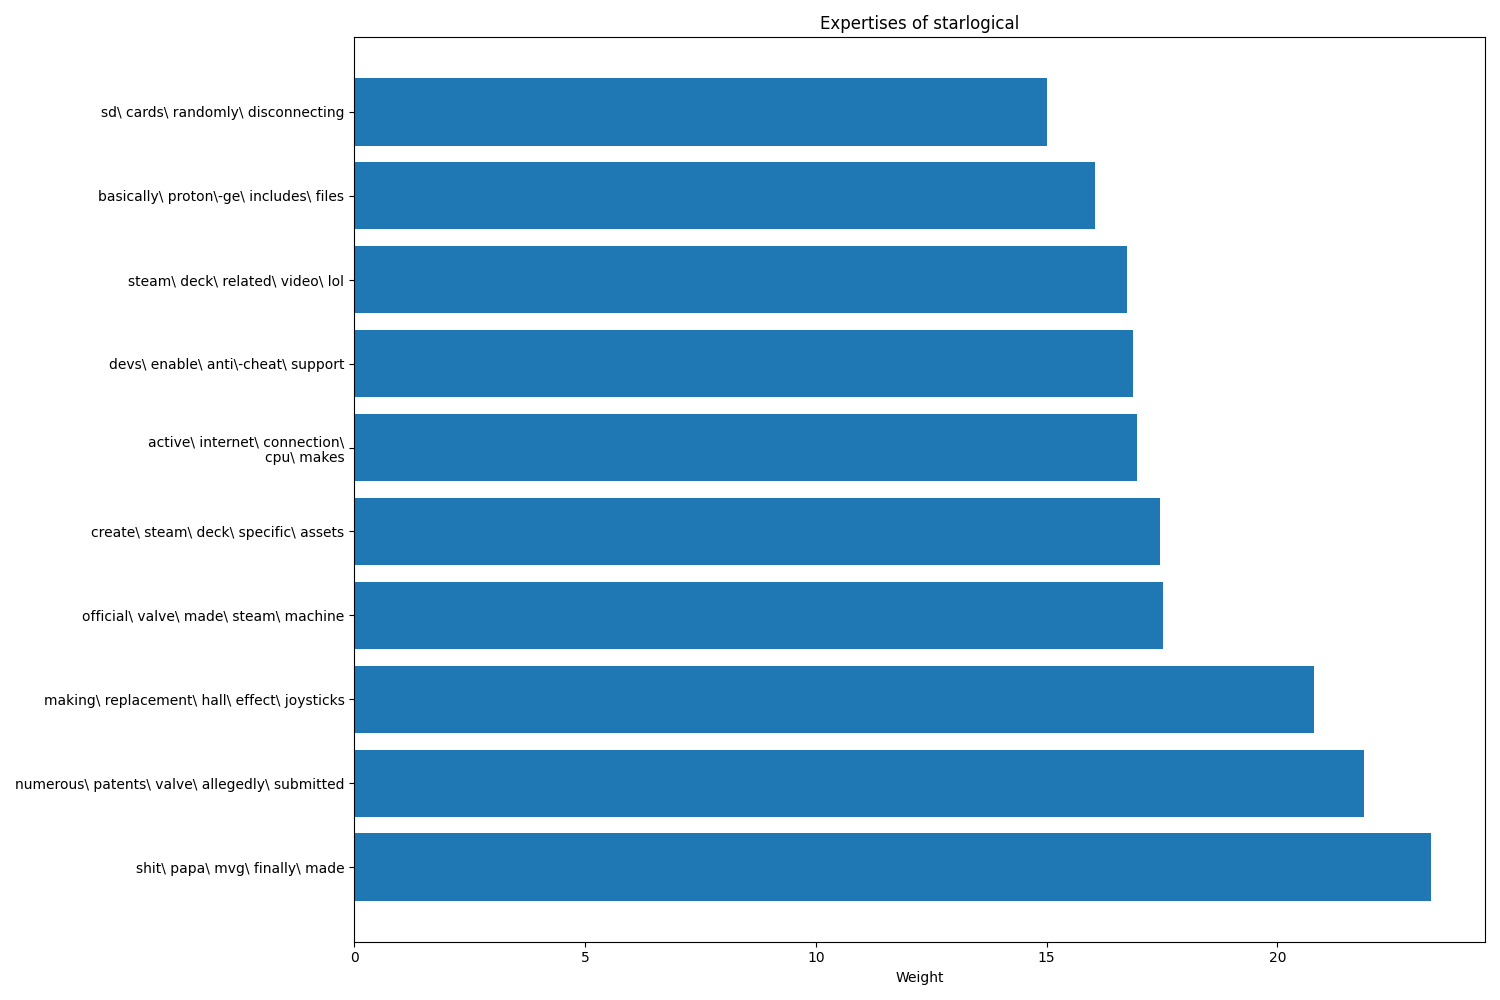 Expertises of starlogical
sd\ cards\ randomly\ disconnecting
basically\ proton\-ge\ includes\ files
steam\ deck\ related\ video\ lol
devs\ enable\ anti\-cheat\ support
active\ internet\ connection\
cpu\ makes
create\ steam\ deck\ specific\ assets
official\ valve\ made\ steam\ machine
making\ replacement\ hall\ effect\ joysticks
numerous\ patents\ valve\ allegedly\ submitted
shit\ papa\ mvg\ finally\ made
0 5 10 15 20
Weight